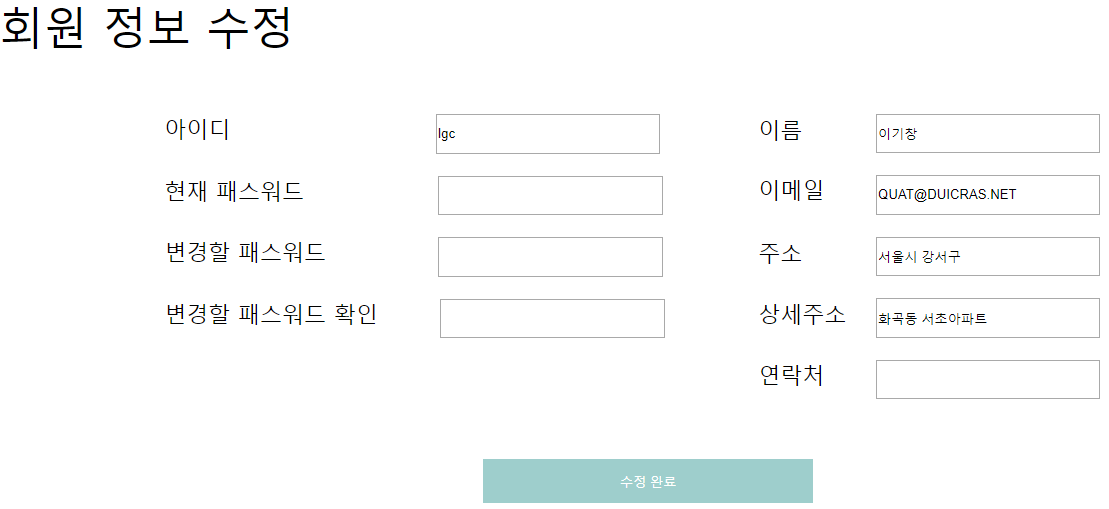 회원 정보 수정
아이디 lgc
현재 패스워드
변경할 패스워드
변경할 패스워드 확인
이름 이기창
이메일 QUAT@DUICRAS.NET
주소 서울시 강서구
상세주소 화곡동 서초아파트
연락처
수정 완료